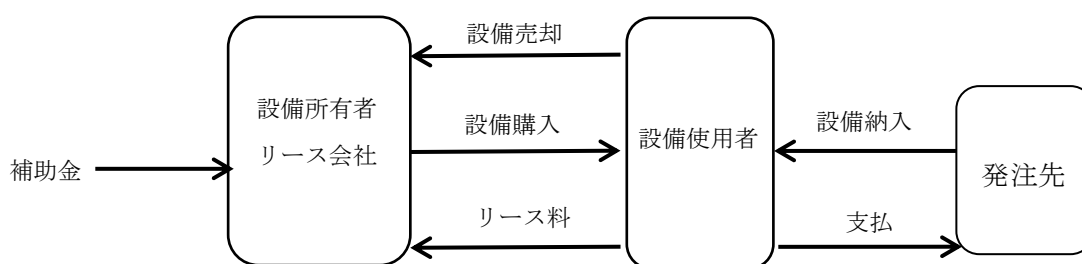 補助金
設備所有者
リース会社
設備売却
設備購入
リース料
設備使用者
設備納入
支払
発注先